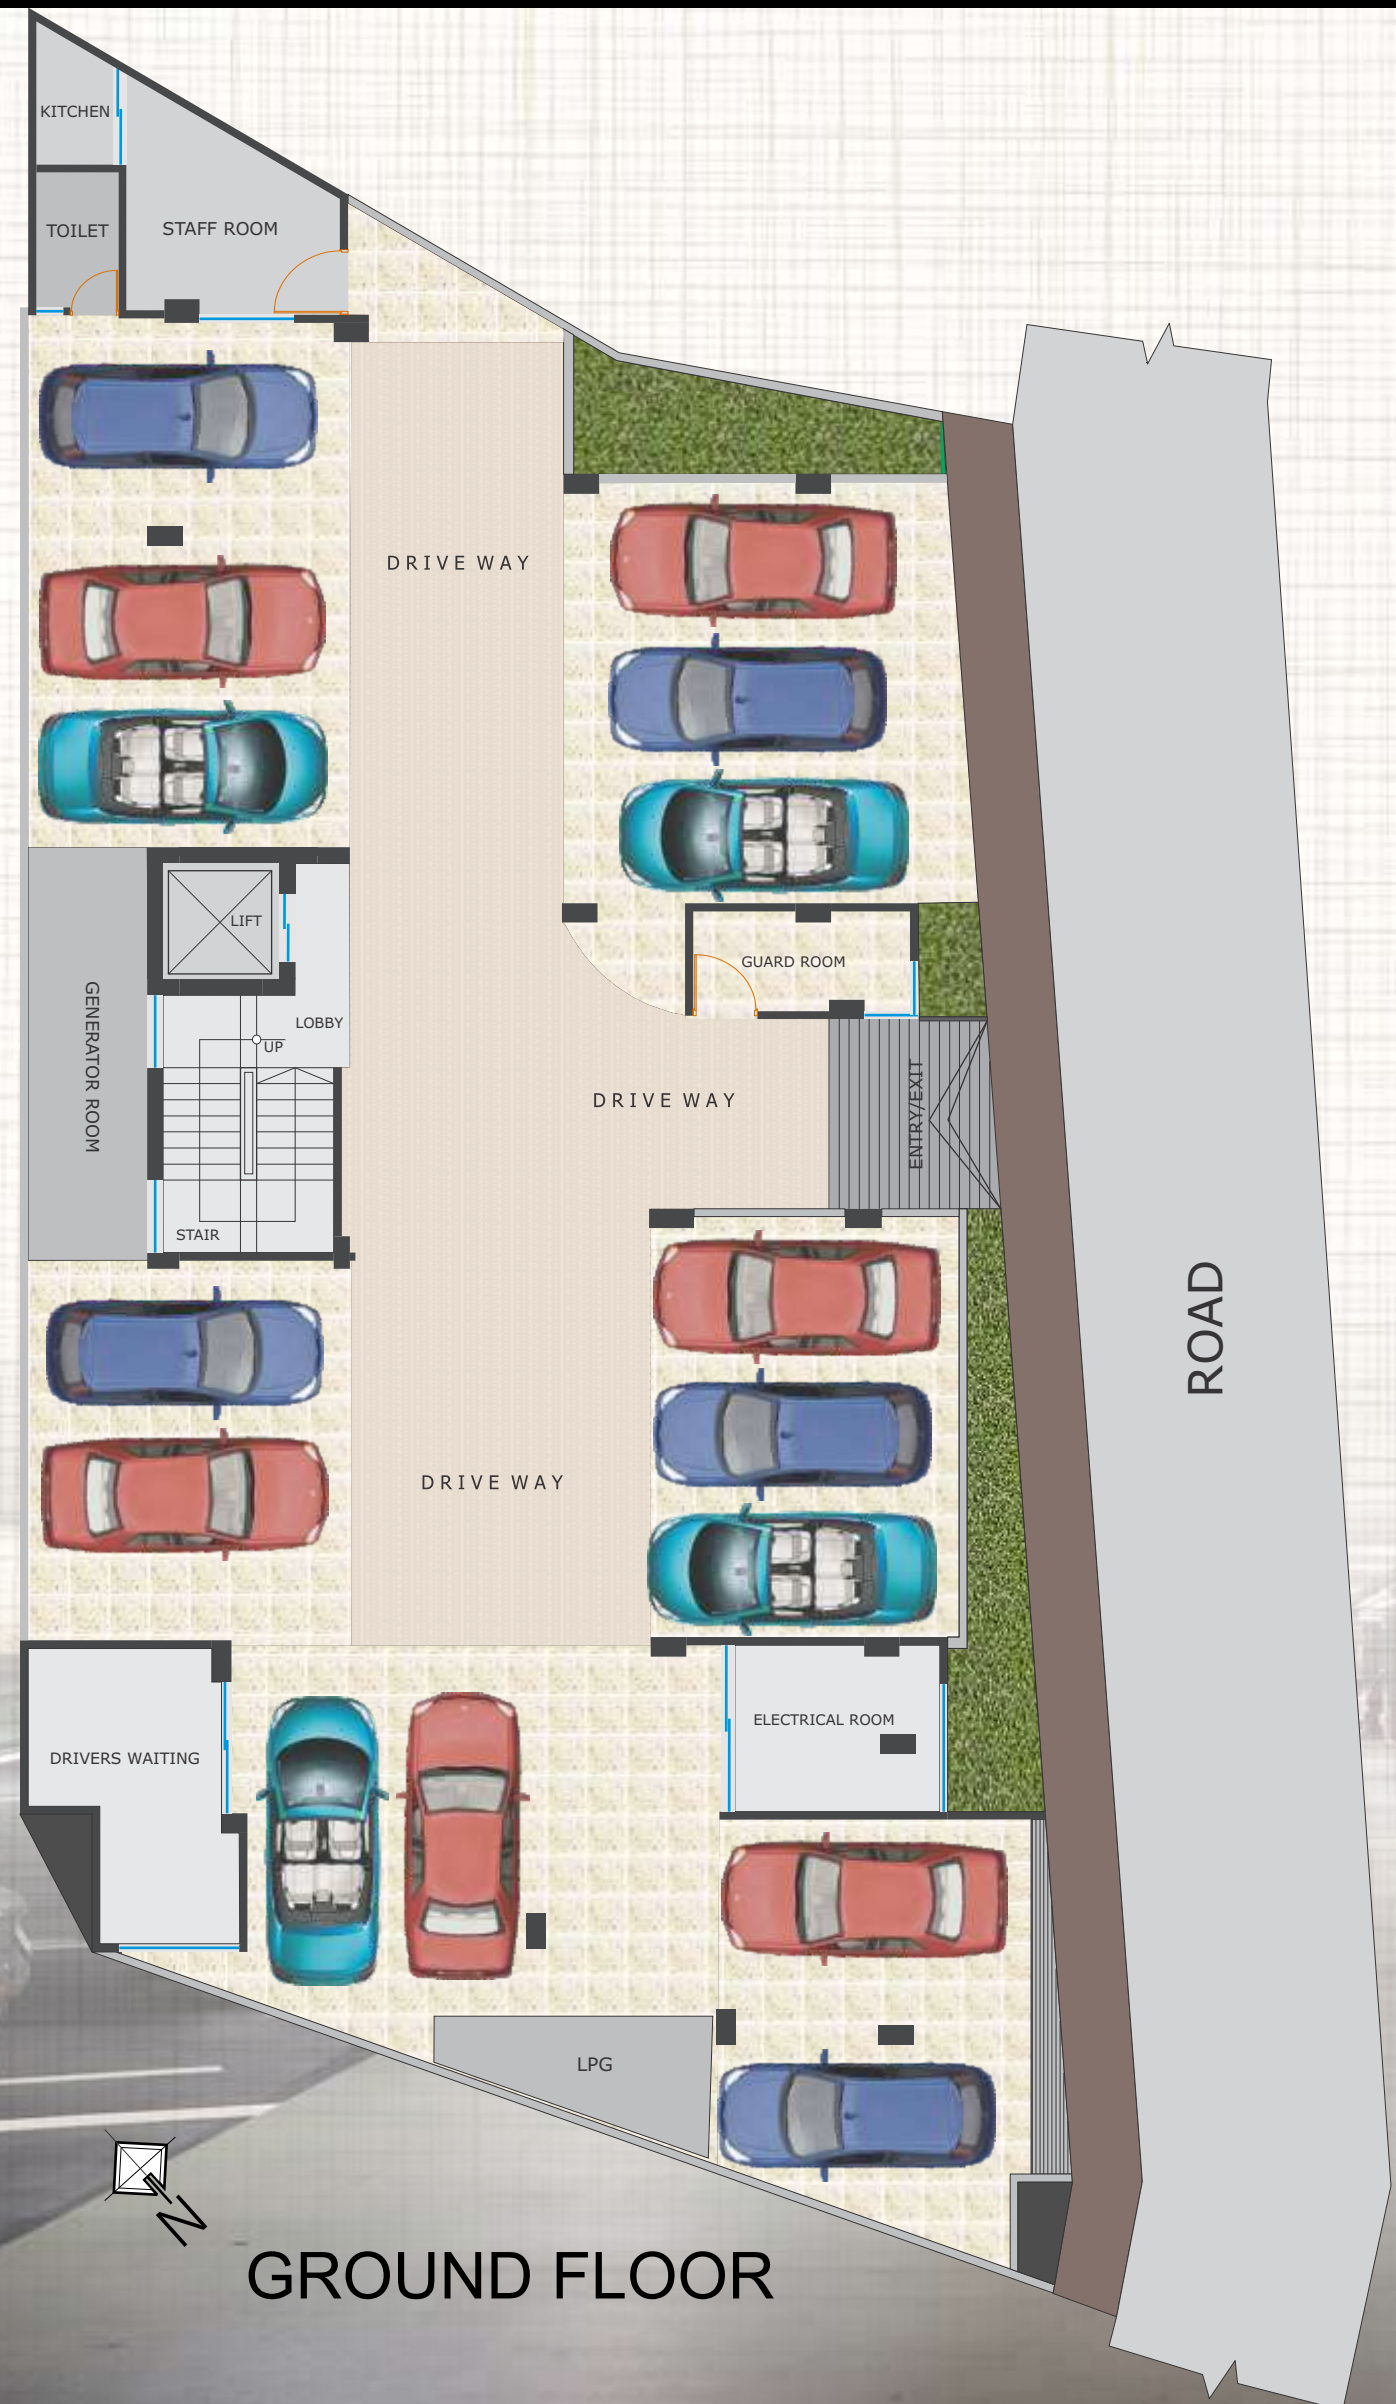 KITCHEN
TOILET
STAFF ROOM
DRIVE WAY
LIFT
GUARD ROOM
GENERATOR ROOM
LOBBY
UP
DRIVE WAY
ENTRY/EXIT
STAIR
ROAD
DRIVE WAY
ELECTRICAL ROOM
DRIVERS WAITING
LPG
N
GROUND FLOOR